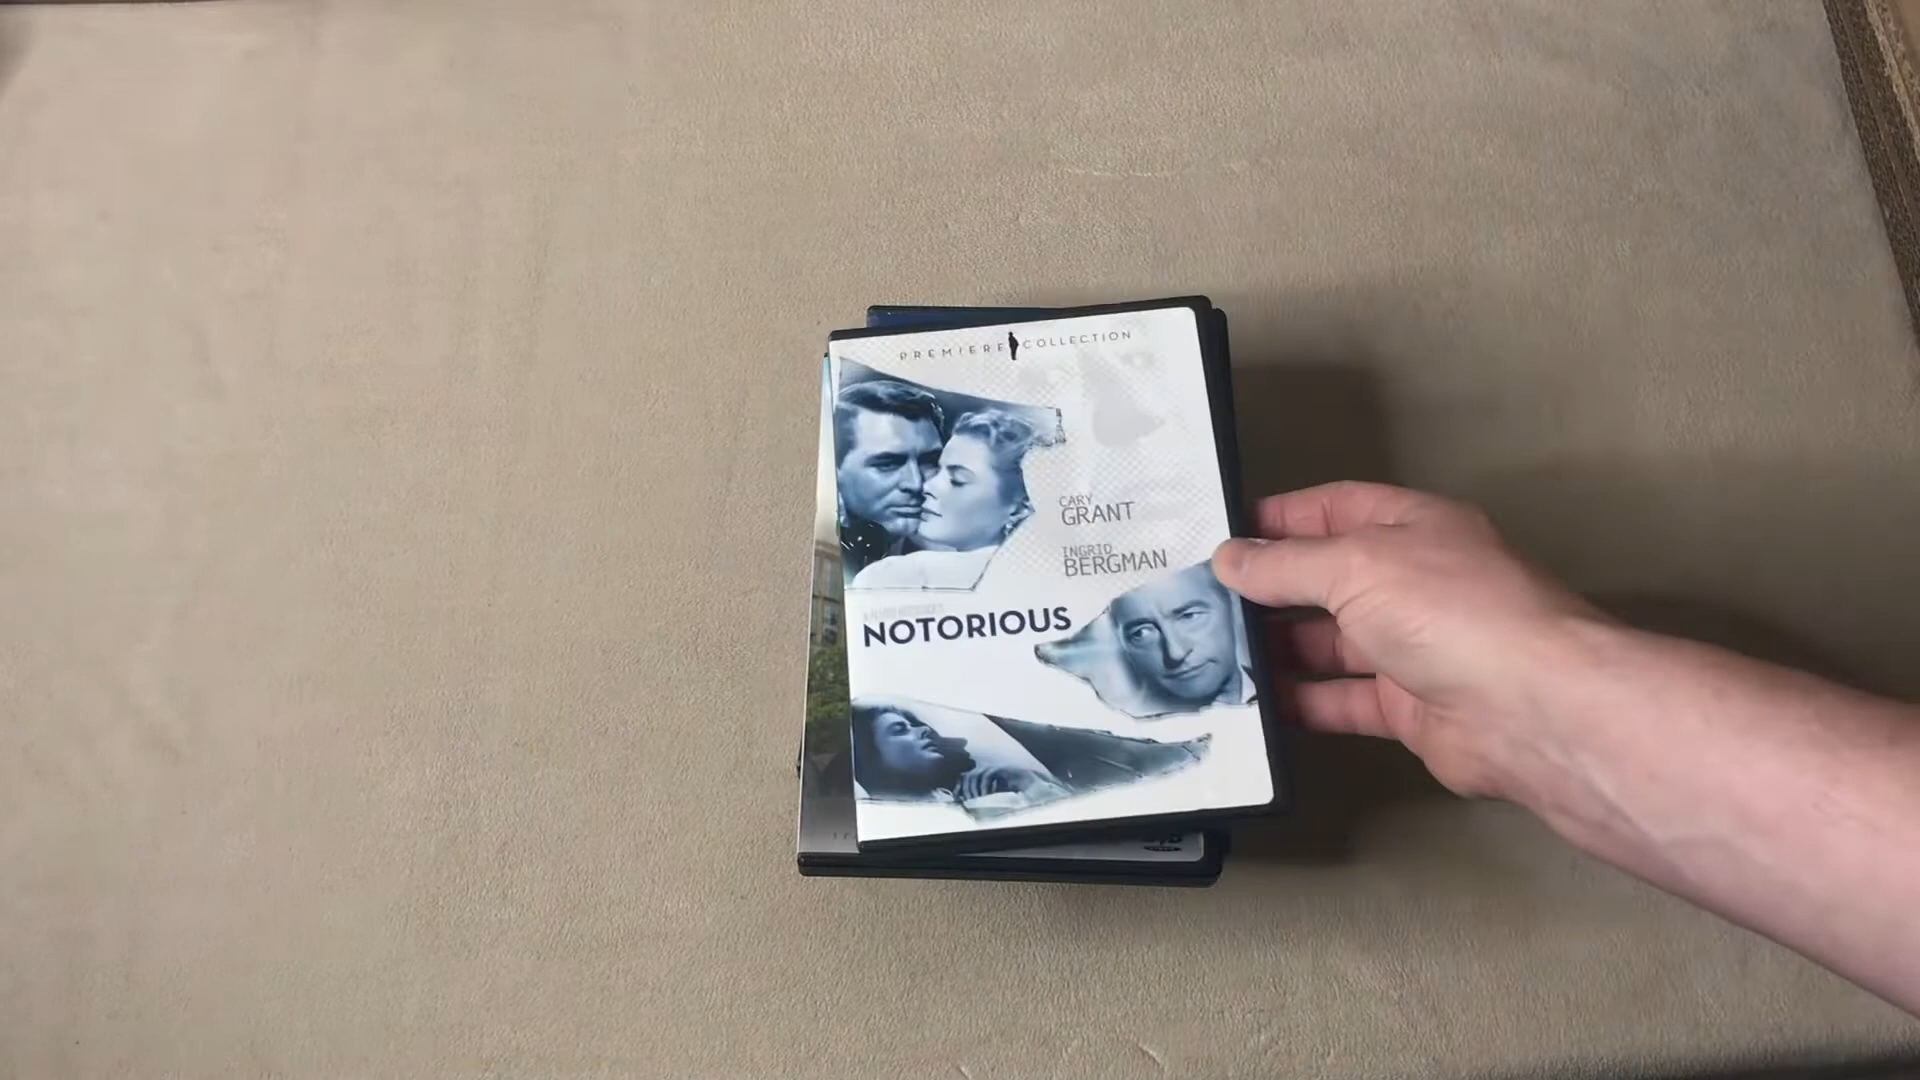 PREMIERE COLLECTION
CARY
GRANT
INGRID
BERGMAN
NOTORIOUS